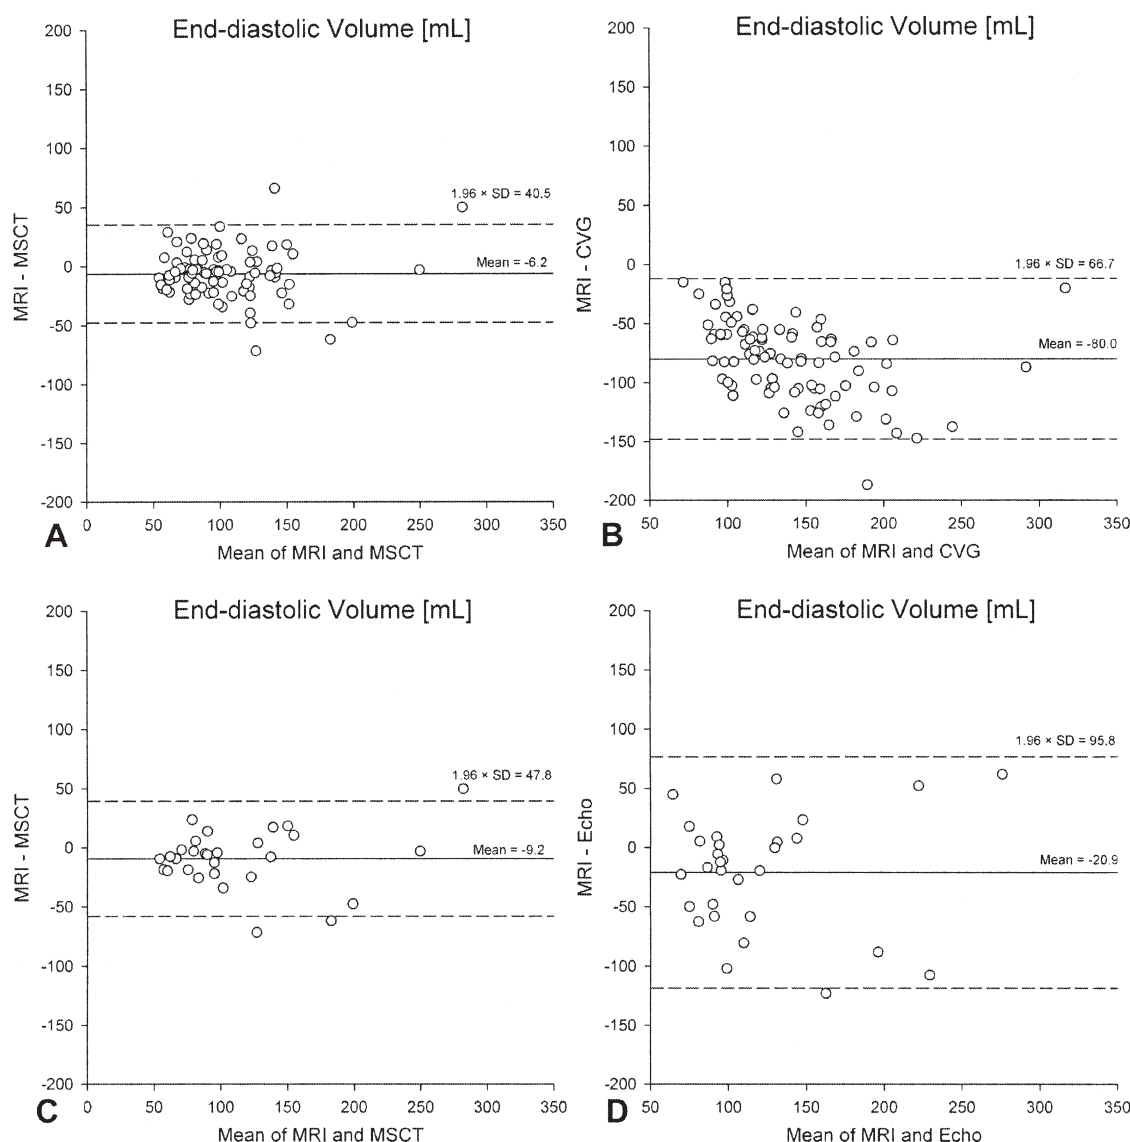 End-diastolic Volume [mL]
200
150
100
50
0
-50
-100
-150
-200
MRI - MSCT
1.96 × SD = 40.5
Mean = -6.2
0 50 100 150 200 250 300 350
Mean of MRI and MSCT
A
End-diastolic Volume [mL]
200
150
100
50
0
-50
-100
-150
-200
MRI - CVG
1.96 × SD = 66.7
Mean = -80.0
50 100 150 200 250 300 350
Mean of MRI and CVG
B
End-diastolic Volume [mL]
200
150
100
50
0
-50
-100
-150
-200
MRI - MSCT
1.96 × SD = 47.8
Mean = -9.2
0 50 100 150 200 250 300 350
Mean of MRI and MSCT
C
End-diastolic Volume [mL]
200
150
100
50
0
-50
-100
-150
-200
MRI - Echo
1.96 × SD = 95.8
Mean = -20.9
50 100 150 200 250 300 350
Mean of MRI and Echo
D